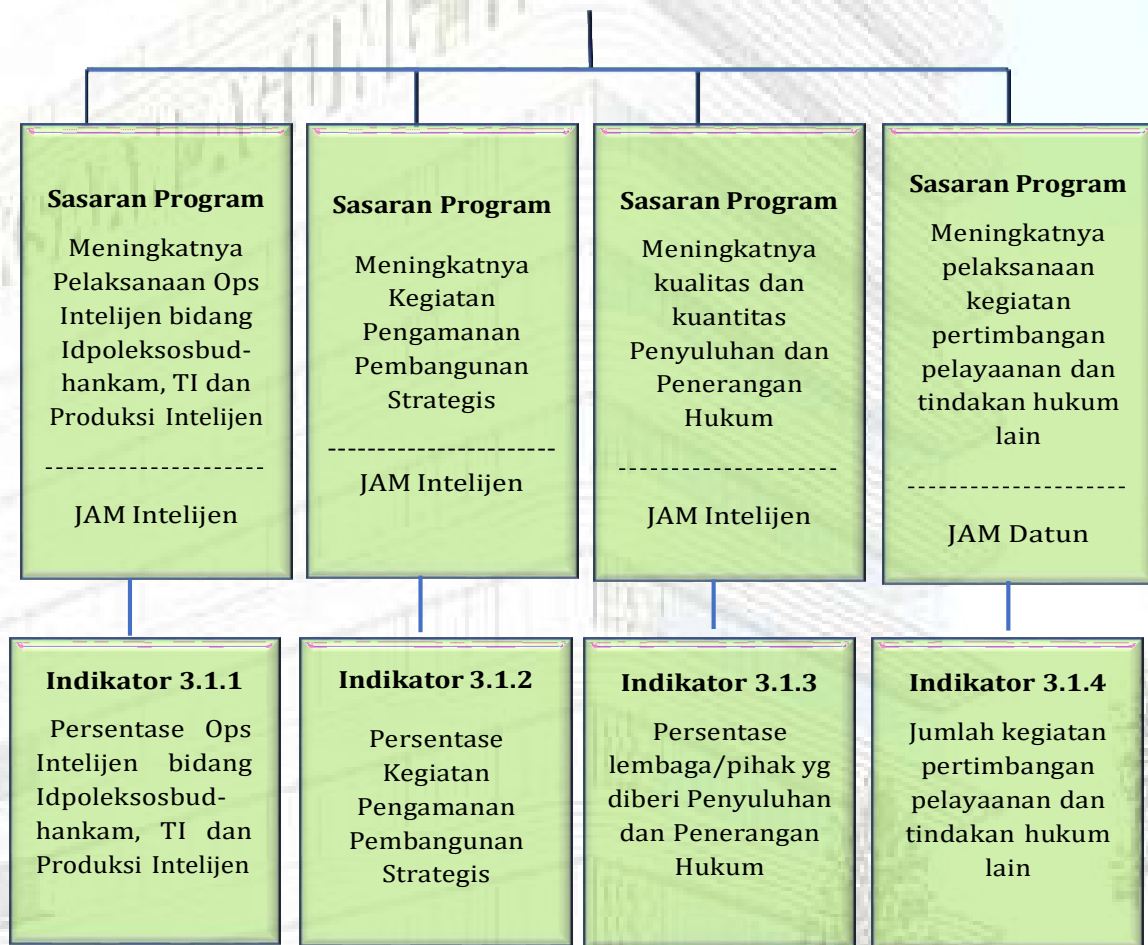 Sasaran Program
Meningkatnya
Pelaksanaan Ops
Intelijen bidang
Idpoleksosbud-
hankam, TI dan
Produksi Intelijen
---------------------
JAM Intelijen
Sasaran Program
Meningkatnya
Kegiatan
Pengamanan
Pembangunan
Strategis
----------------------
JAM Intelijen
Sasaran Program
Meningkatnya
kualitas dan
kuantitas
Penyuluhan dan
Penerangan
Hukum
---------------------
JAM Intelijen
Sasaran Program
Meningkatnya
pelaksanaan
kegiatan
pertimbangan
pelayaanan dan
tindakan hukum
lain
---------------------
JAM Datun
Indikator 3.1.1
Persentase Ops
Intelijen bidang
Idpoleksosbud-
hankam, TI dan
Produksi Intelijen
Indikator 3.1.2
Persentase
Kegiatan
Pengamanan
Pembangunan
Strategis
Indikator 3.1.3
Persentase
lembaga/pihak yg
diberi Penyuluhan
dan Penerangan
Hukum
Indikator 3.1.4
Jumlah kegiatan
pertimbangan
pelayaanan dan
tindakan hukum
lain